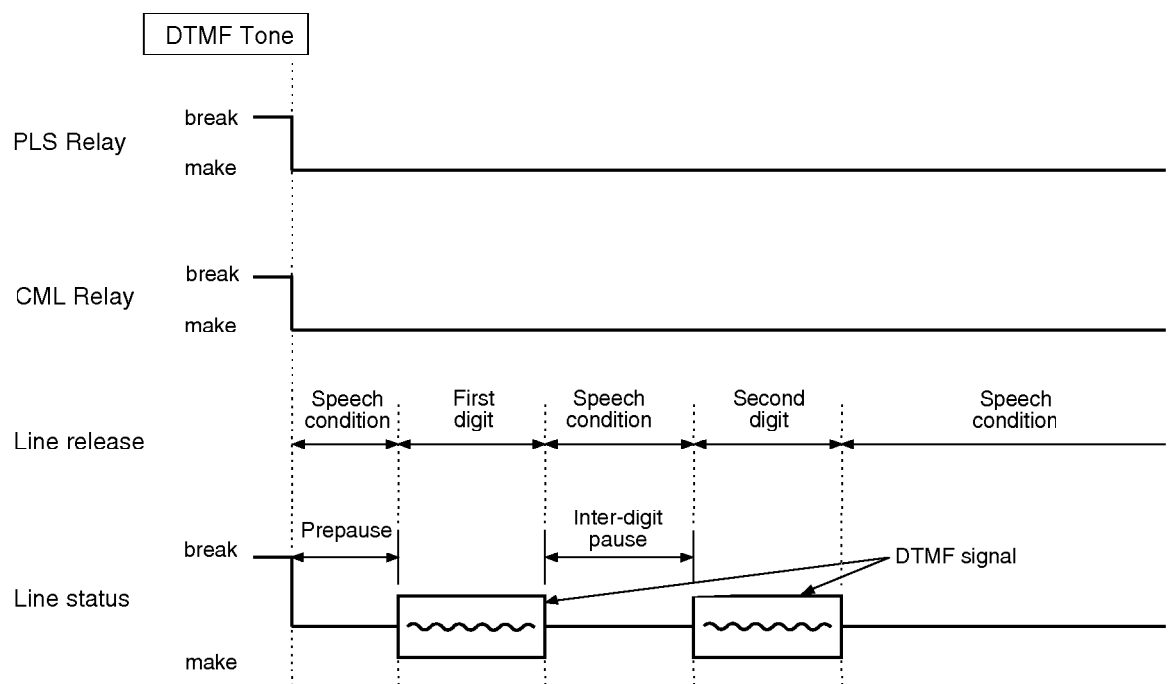 DTMF Tone
break
PLS Relay
make
break
CML Relay
make
Speech condition
First digit
Speech condition
Second digit
Speech condition
Line release
Prepause
Inter-digit pause
break
DTMF signal
Line status
make